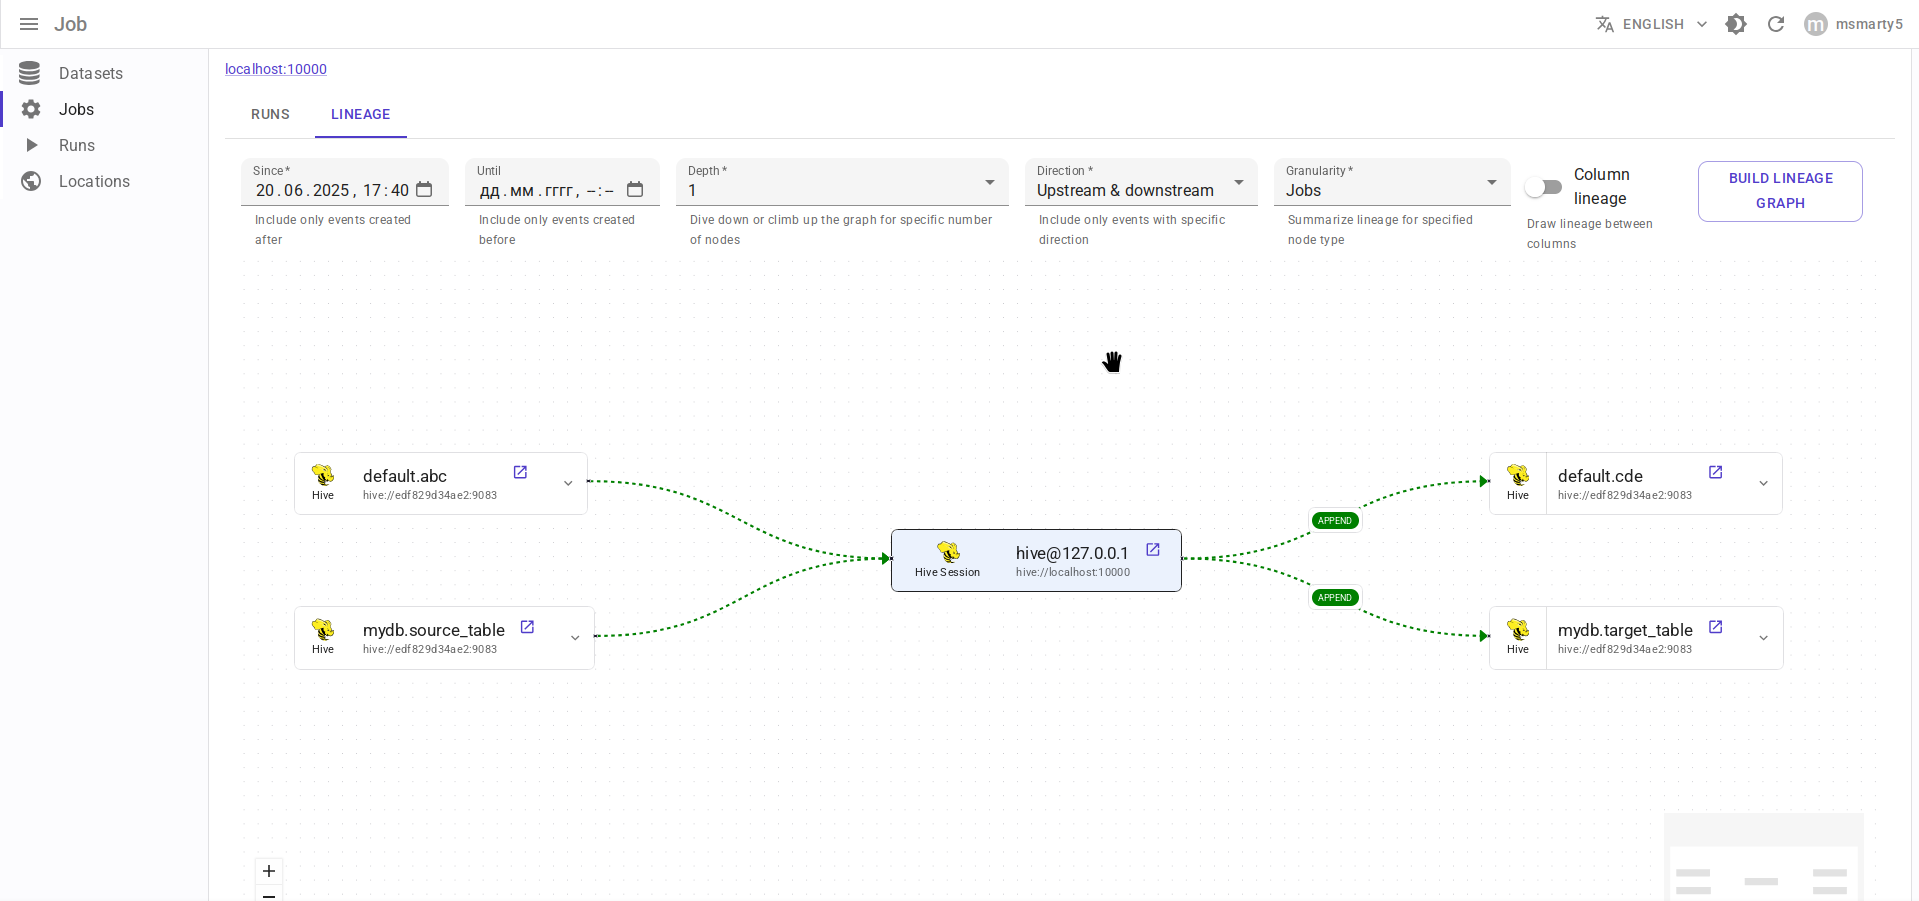 Job
ENGLISH
m
msmarty5
Datasets
Jobs
Runs
Locations
localhost:10000
RUNS
LINEAGE
Since *
20.06.2025, 17:40
Include only events created
after
Until
дд.мм.гггг, --:--
Include only events created
before
Depth *
1
Dive down or climb up the graph for specific number
of nodes
Direction *
Upstream & downstream
Include only events with specific
direction
Granularity *
Jobs
Summarize lineage for specified
node type
Column
lineage
Draw lineage between
columns
BUILD LINEAGE
GRAPH
Hive
default.abc
hive://edf829d34ae2:9083
Hive
mydb.source_table
hive://edf829d34ae2:9083
Hive Session
hive@127.0.0.1
hive://localhost:10000
APPEND
APPEND
Hive
default.cde
hive://edf829d34ae2:9083
Hive
mydb.target_table
hive://edf829d34ae2:9083